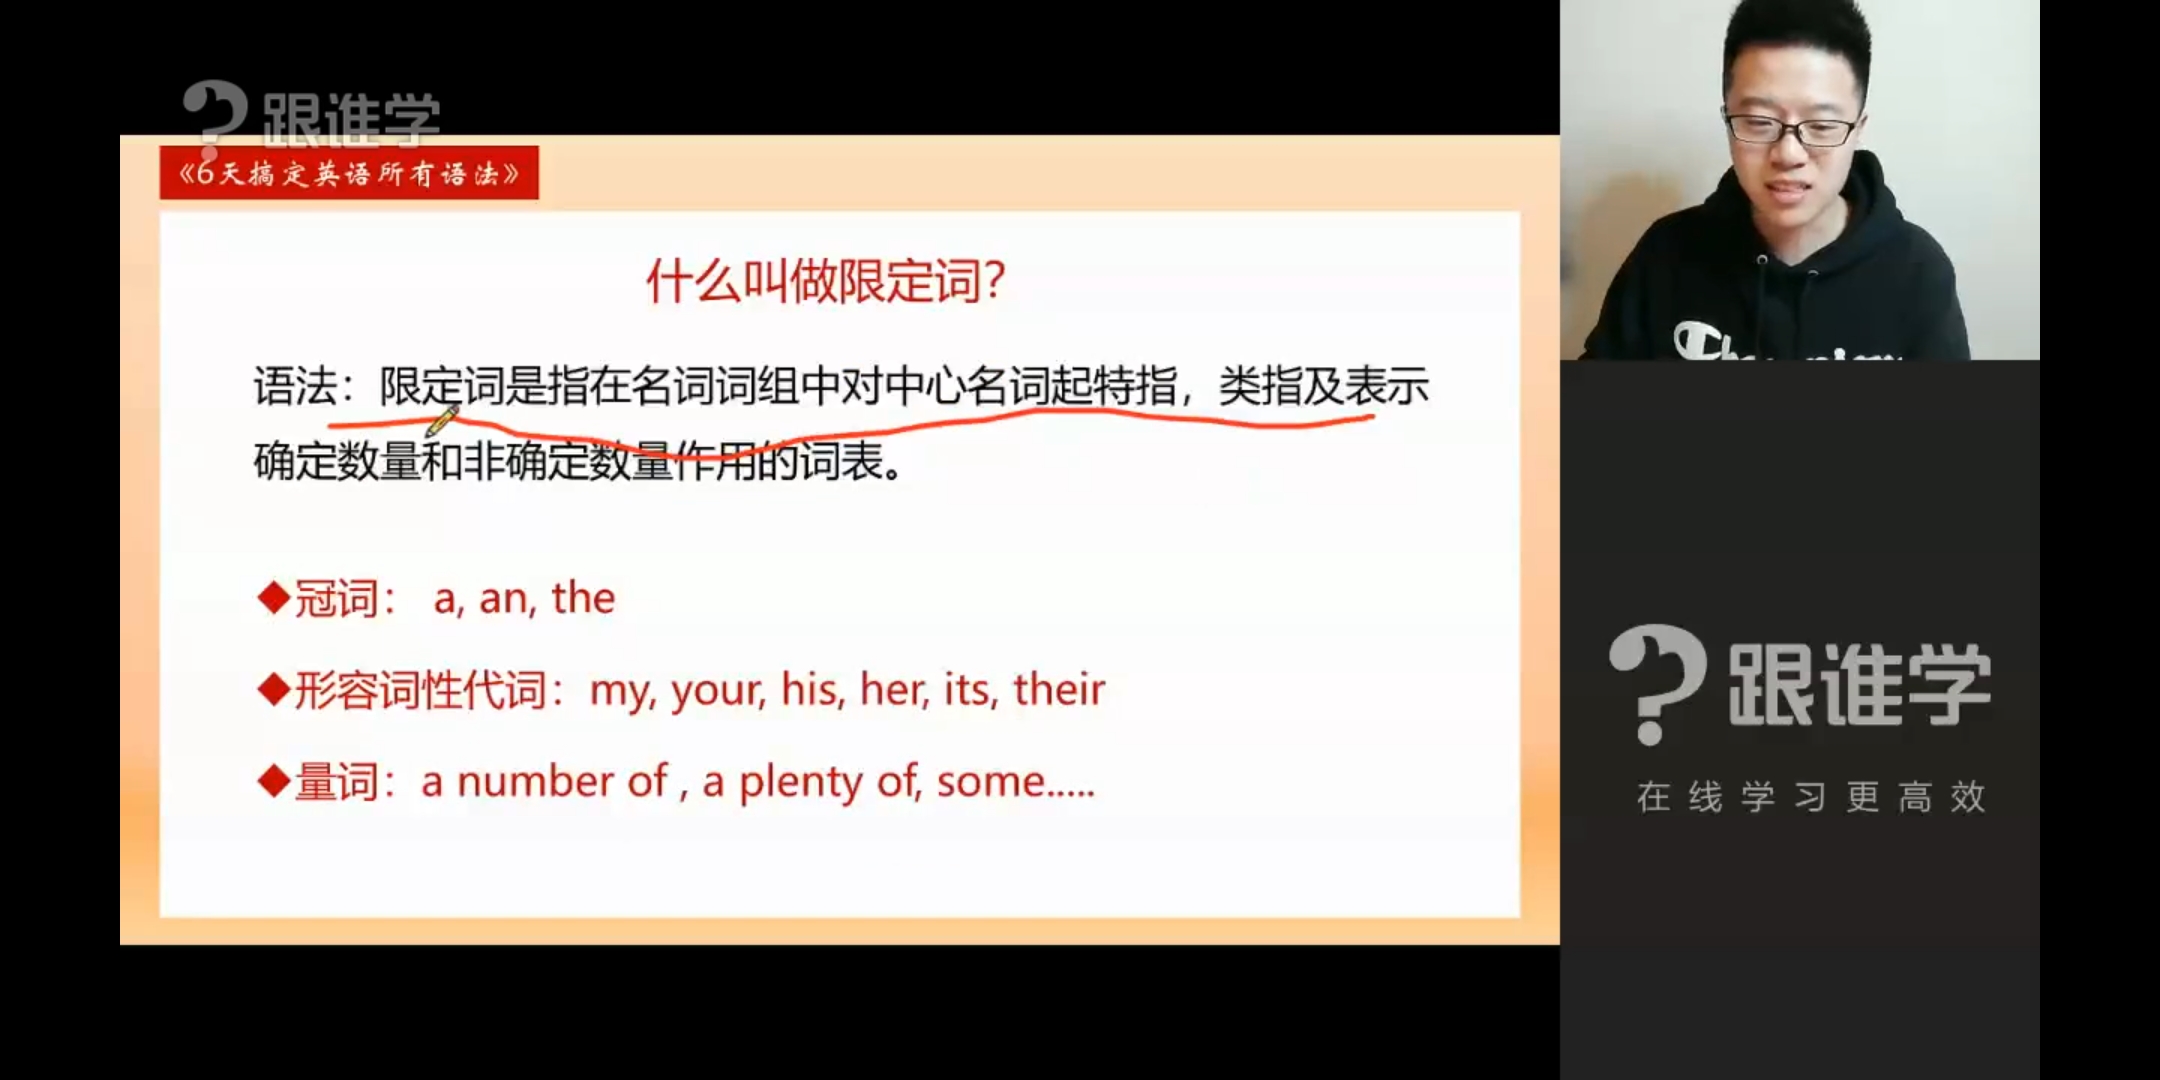 跟谁学
《6天搞定英语所有语法》
什么叫做限定词?
语法：限定词是指在名词词组中对中心名词起特指，类指及表示
确定数量和非确定数量作用的词表。
◆冠词： a, an, the
◆形容词性代词：my, your, his, her, its, their
◆量词：a number of , a plenty of, some.....
跟谁学
在线学习更高效